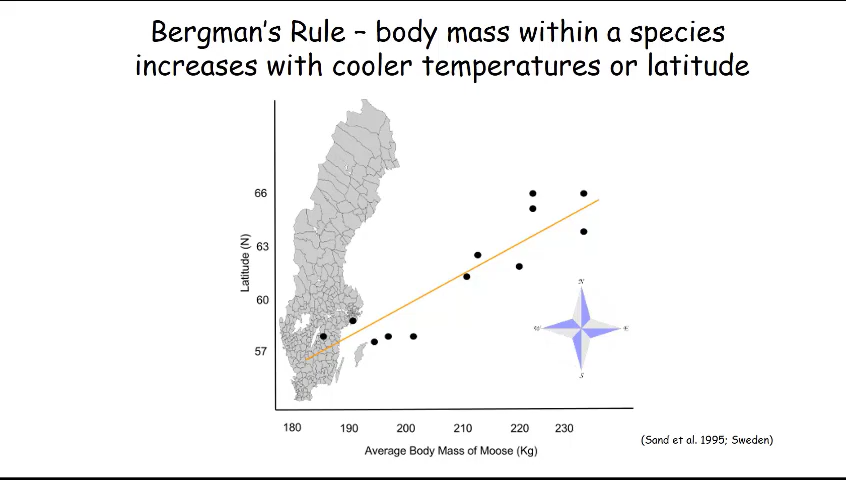 Bergman's Rule – body mass within a species
increases with cooler temperatures or latitude
66
63
60
57
Latitude (N)
N
W
E
S
180 190 200 210 220 230
Average Body Mass of Moose (Kg)
(Sand et al. 1995; Sweden)